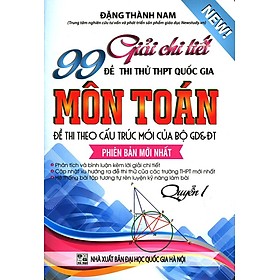 ĐẶNG THÀNH NAM
(Trung tâm nghiên cứu tư vấn và phát triển sản phẩm giáo dục Newstudy.vn)
NEW!
Giải chi tiết
99 ĐỀ THI THỬ THPT QUỐC GIA
MÔN TOÁN
ĐỀ THI THEO CẤU TRÚC MỚI CỦA BỘ GD&ĐT
PHIÊN BẢN MỚI NHẤT
Phân tích và bình luận kèm lời giải chi tiết
Cập nhật xu hướng ra đề thi thử của các trường THPT mới nhất
Hệ thống bài tập tương tự rèn luyện kỹ năng làm bài
Quyển 1
NHÀ XUẤT BẢN ĐẠI HỌC QUỐC GIA HÀ NỘI